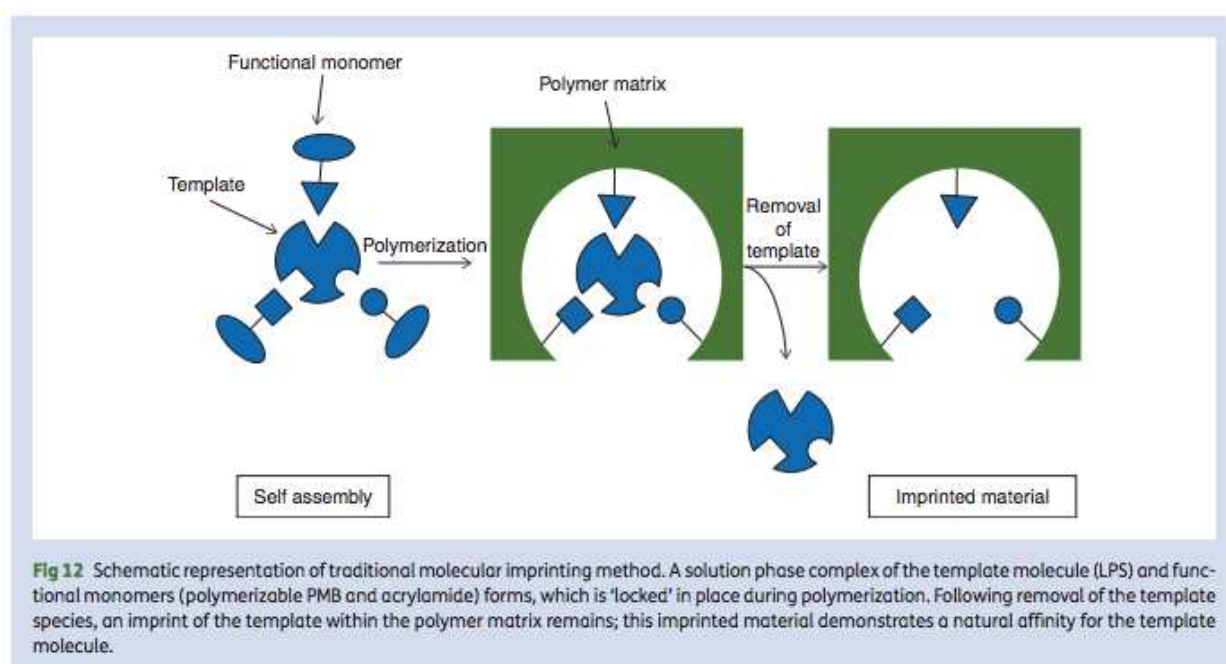 Functional monomer
Polymer matrix
Template
Polymerization
Removal
of
template
Self assembly
Imprinted material
Fig 12 Schematic representation of traditional molecular imprinting method. A solution phase complex of the template molecule (LPS) and func-
tional monomers (polymerizable PMB and acrylamide) forms, which is ‘locked’ in place during polymerization. Following removal of the template
species, an imprint of the template within the polymer matrix remains; this imprinted material demonstrates a natural affinity for the template
molecule.